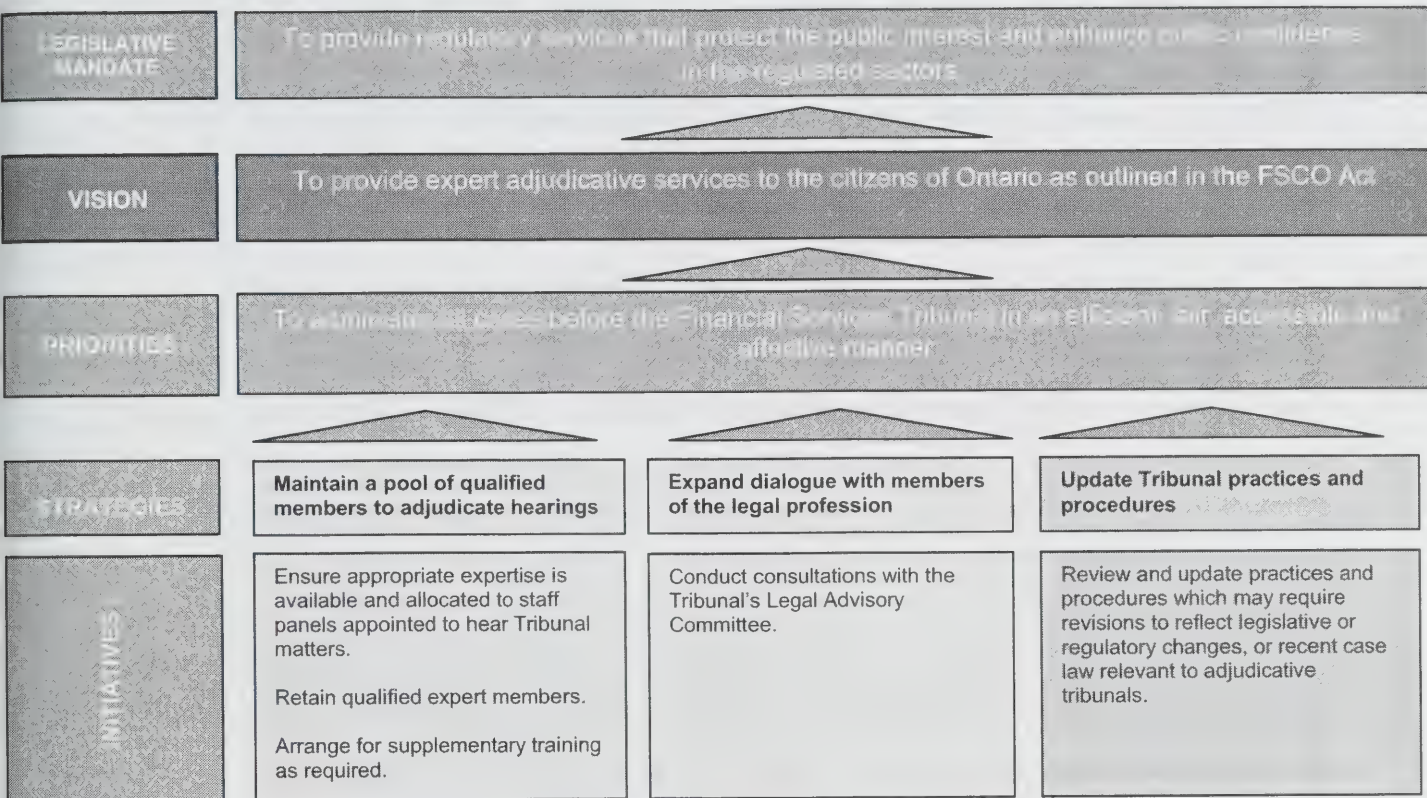 LEGISLATIVE
MANDATE
To provide regulatory services that protect the public interest and enhance public confidence
in the regulated sectors
VISION
To provide expert adjudicative services to the citizens of Ontario as outlined in the FSCO Act
PRIORITIES
before the Financial Services Tribunal in an efficient, fair, accessible and
effective manner
STRATEGIES
Maintain a pool of qualified
members to adjudicate hearings
Expand dialogue with members
of the legal profession
Update Tribunal practices and
procedures
INITIATIVES
Ensure appropriate expertise is
available and allocated to staff
panels appointed to hear Tribunal
matters.
Retain qualified expert members.
Arrange for supplementary training
as required.
Conduct consultations with the
Tribunal's Legal Advisory
Committee.
Review and update practices and
procedures which may require
revisions to reflect legislative or
regulatory changes, or recent case
law relevant to adjudicative
tribunals.